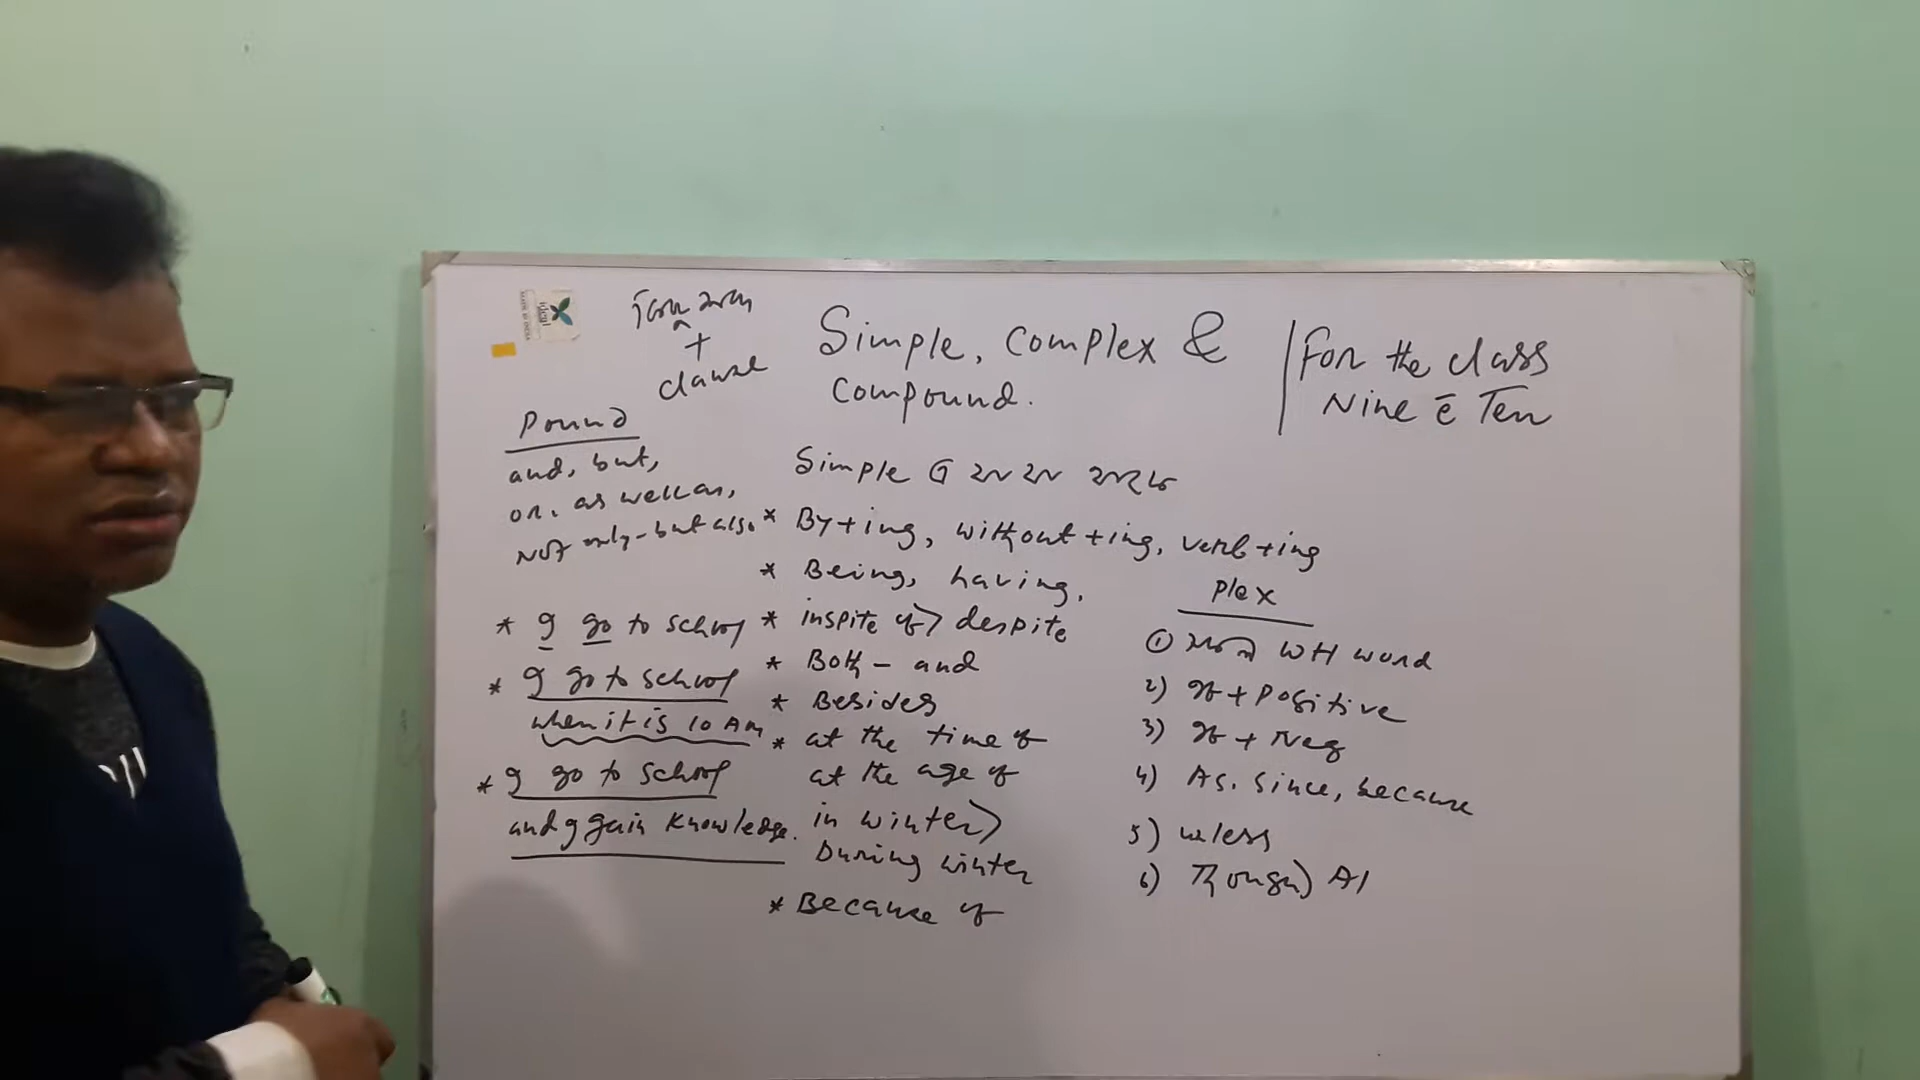 +
clause
Simple, complex &
compound.
For the class
Nine c̄ Ten
Pound
and, but,
or, as well as,
Not only - but also
* I go to school
* I go to school
when it is 10 Am
* I go to school
and I gain knowledge.
Simple এ
* By+ing, without +ing, verb +ing
* Being, having,
* inspite of> despite
* Both - and
* Besides
* at the time of
at the age of
in winter>
During winter
* Because of
Plex
① WH word
2) If + positive
3) If + Neg
4) As. Since, because
5) unless
6) Though) Al
ideal